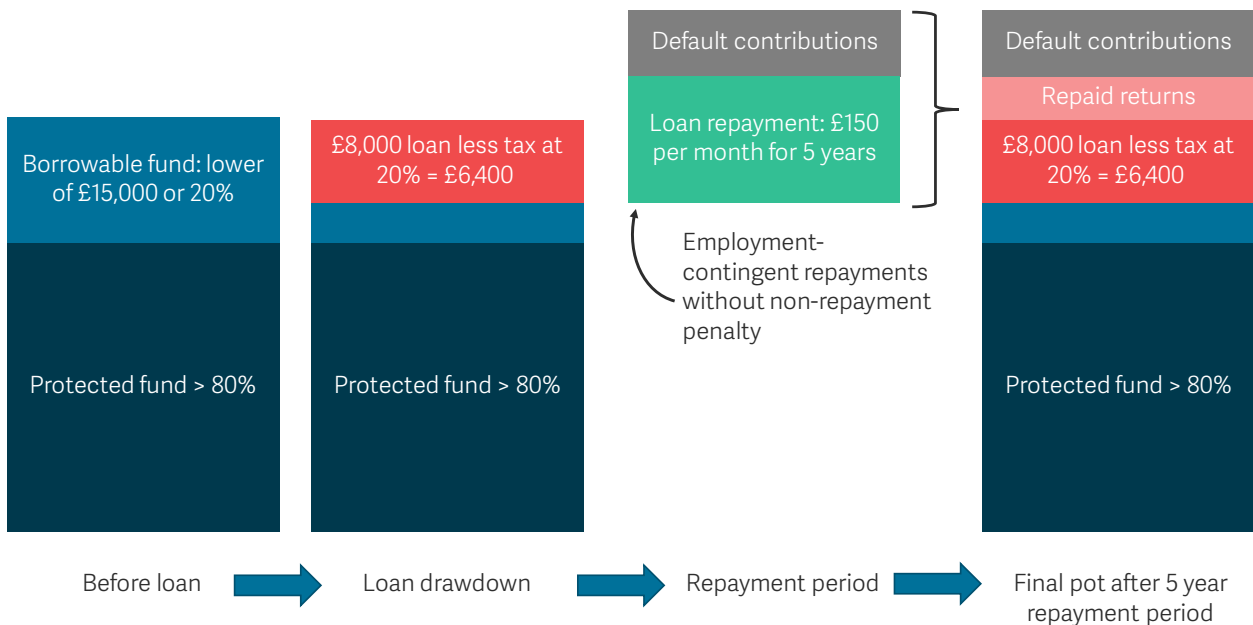 Borrowable fund: lower
of £15,000 or 20%
Protected fund > 80%
£8,000 loan less tax at
20% = £6,400
Protected fund > 80%
Default contributions
Loan repayment: £150
per month for 5 years
Employment-
contingent repayments
without non-repayment
penalty
Default contributions
Repaid returns
£8,000 loan less tax at
20% = £6,400
Protected fund > 80%
Before loan
Loan drawdown
Repayment period
Final pot after 5 year
repayment period